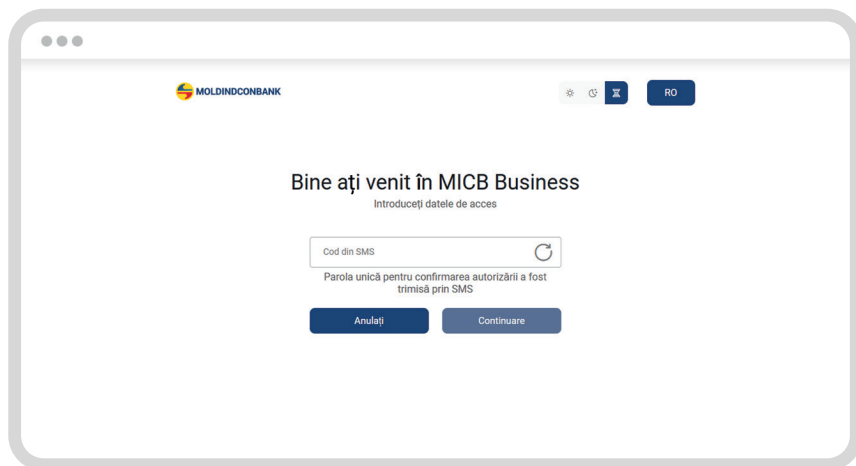 MOLDINDCONBANK
RO
Bine ați venit în MICB Business
Introduceți datele de acces
Cod din SMS
Parola unică pentru confirmarea autorizării a fost
trimisă prin SMS
Anulați Continuare